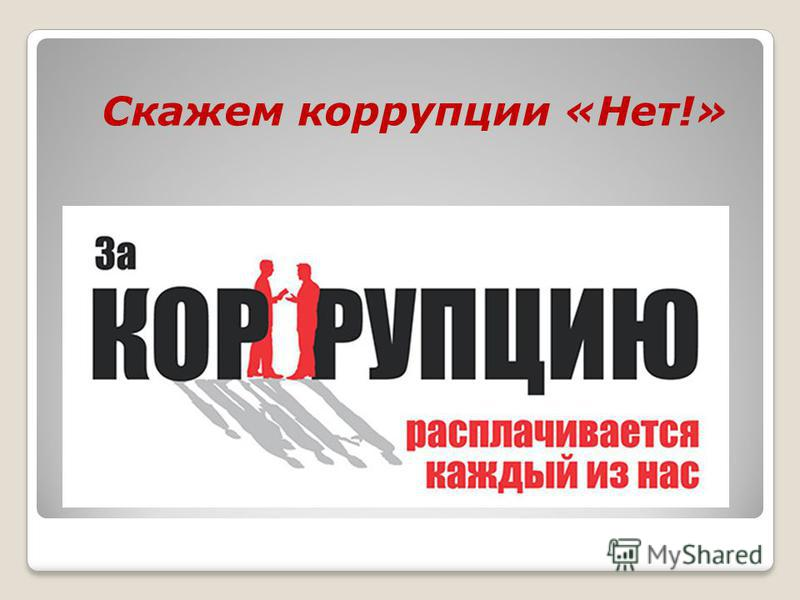 Скажем коррупции «Нет!»
За
КОРРУПЦИЮ
расплачивается
каждый из нас
MyShared